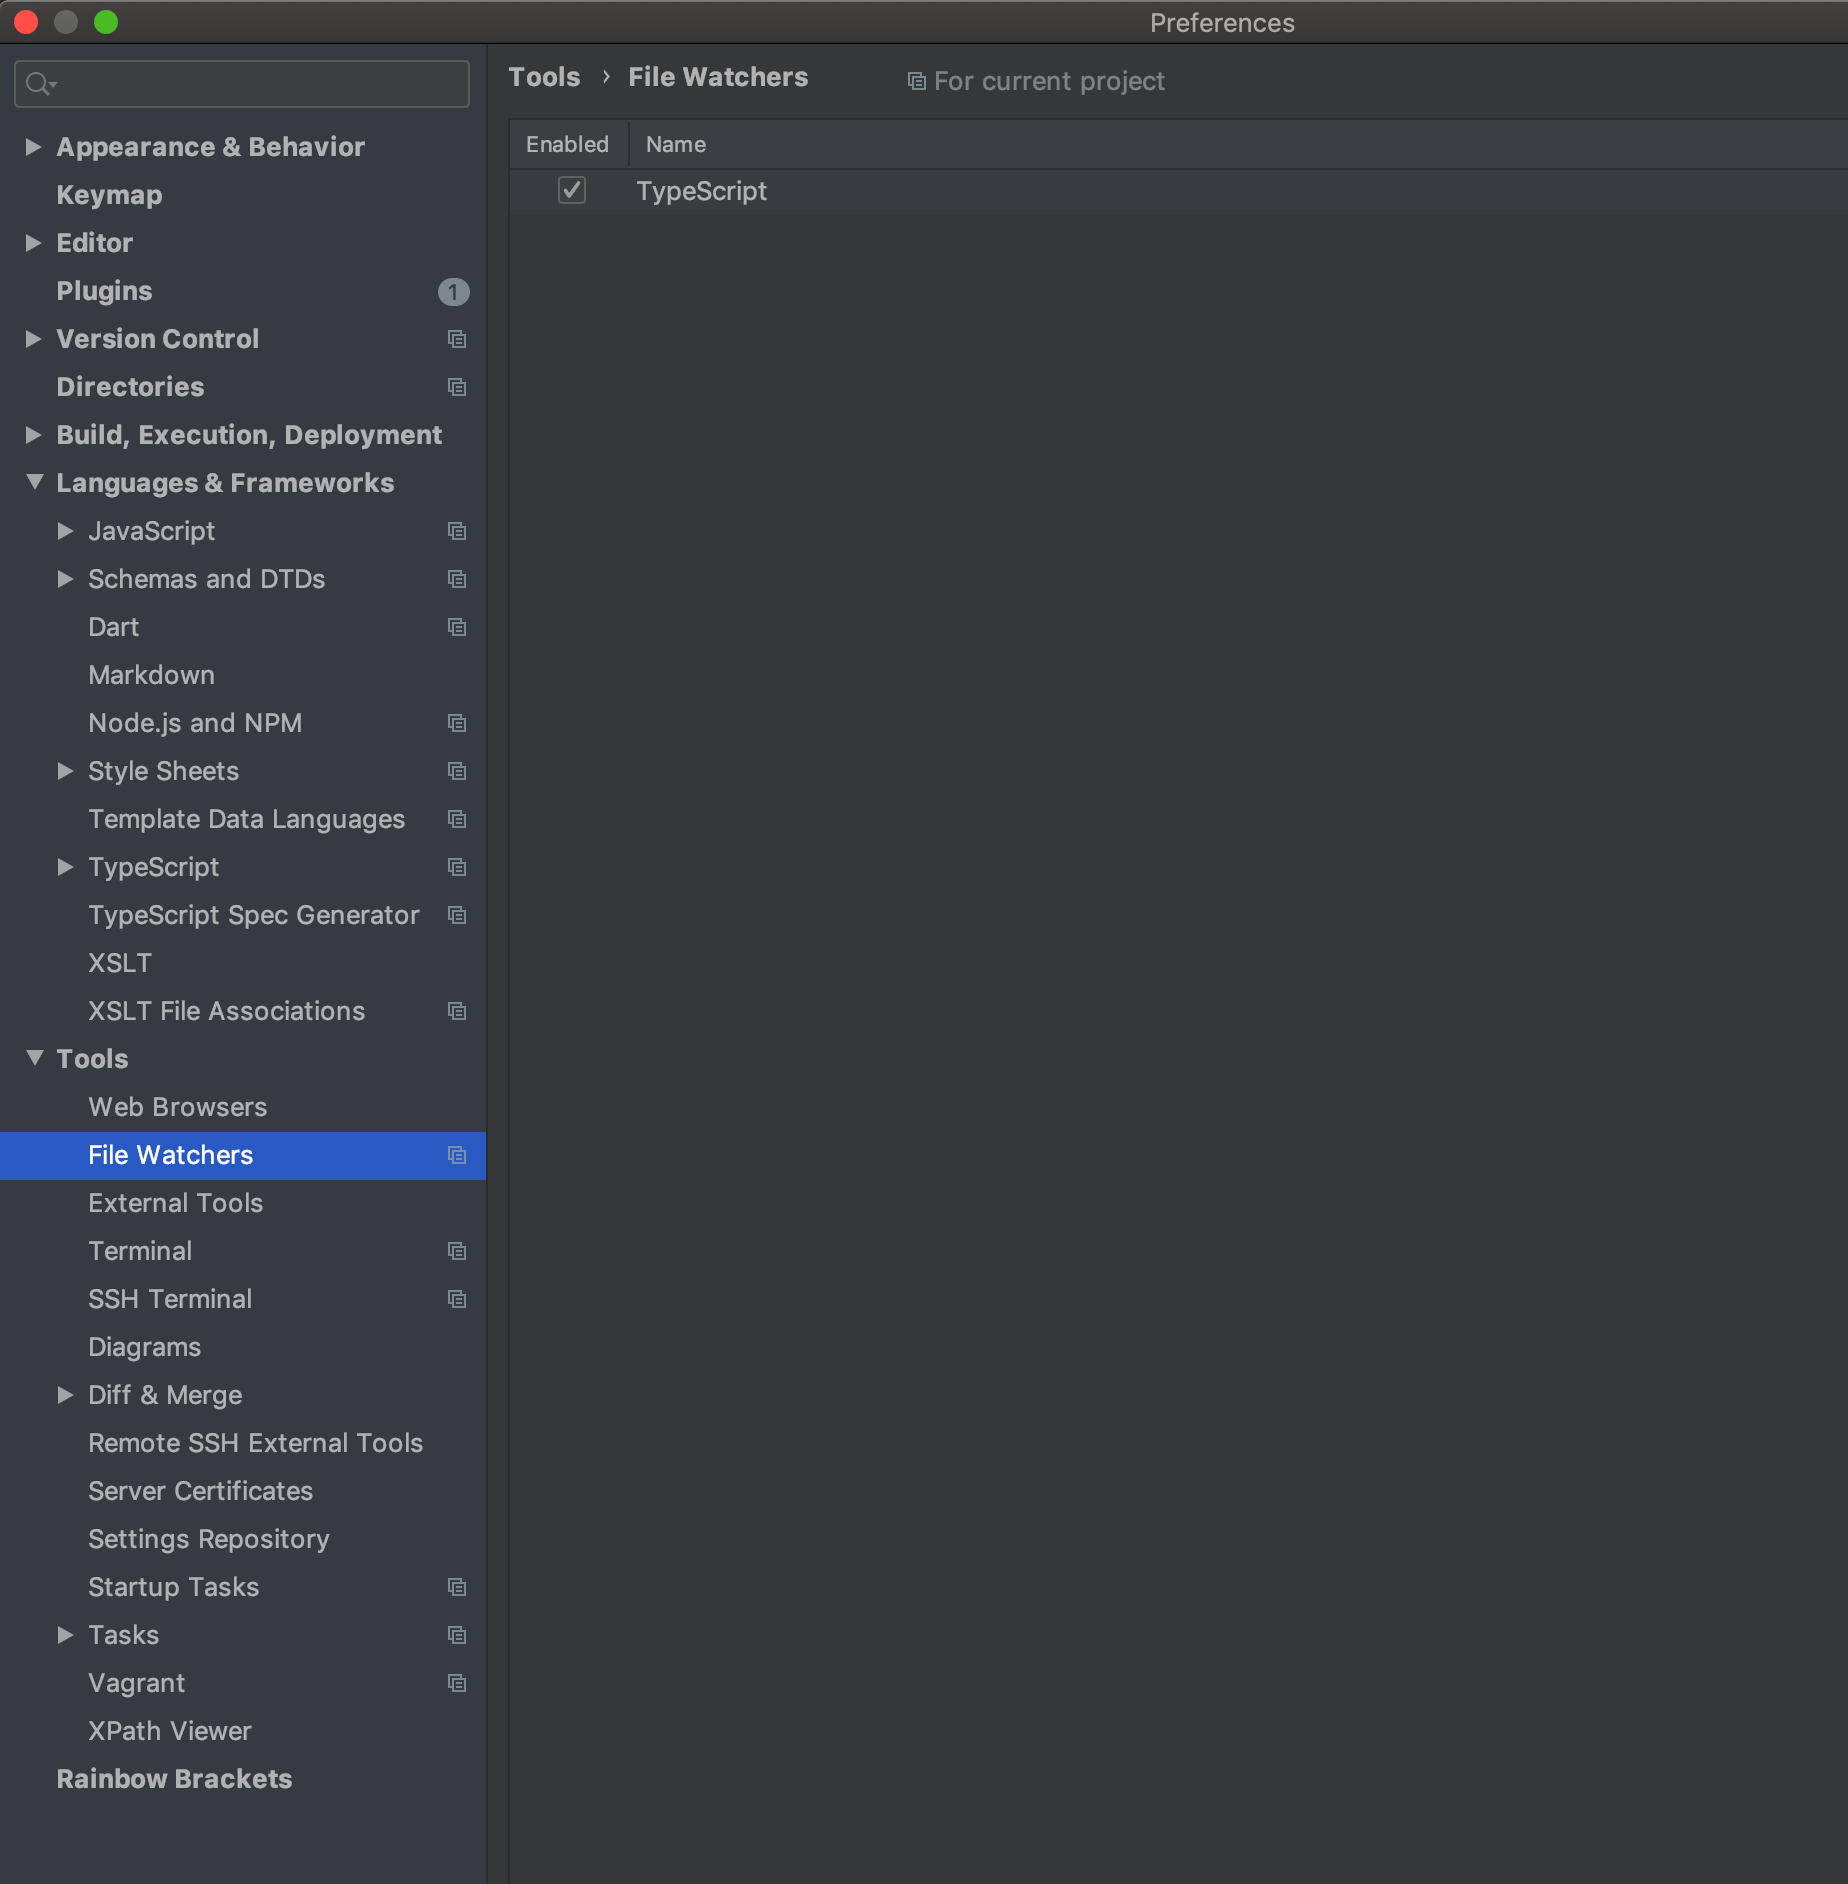 Preferences
Tools › File Watchers
For current project
Enabled
Name
TypeScript
Appearance & Behavior
Keymap
Editor
Plugins
1
Version Control
Directories
Build, Execution, Deployment
Languages & Frameworks
JavaScript
Schemas and DTDs
Dart
Markdown
Node.js and NPM
Style Sheets
Template Data Languages
TypeScript
TypeScript Spec Generator
XSLT
XSLT File Associations
Tools
Web Browsers
File Watchers
External Tools
Terminal
SSH Terminal
Diagrams
Diff & Merge
Remote SSH External Tools
Server Certificates
Settings Repository
Startup Tasks
Tasks
Vagrant
XPath Viewer
Rainbow Brackets